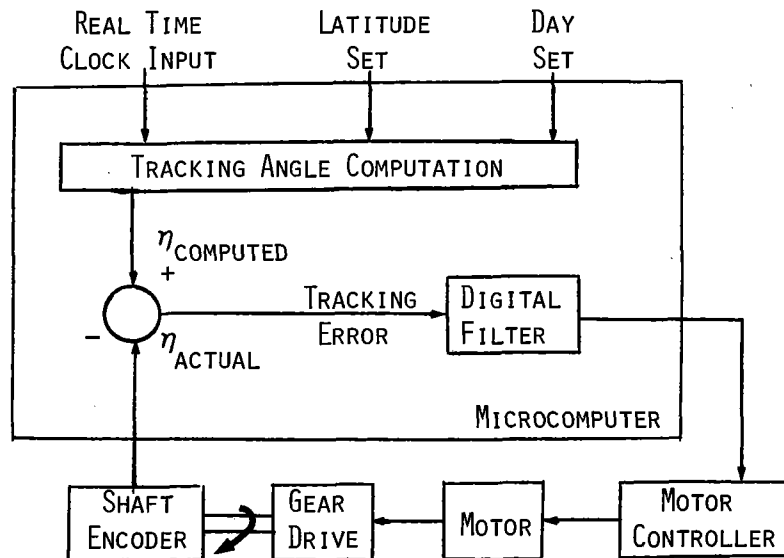 REAL TIME
CLOCK INPUT
LATITUDE
SET
DAY
SET
TRACKING ANGLE COMPUTATION
η COMPUTED
+
TRACKING
ERROR
DIGITAL
FILTER
-
η ACTUAL
MICROCOMPUTER
SHAFT
ENCODER
GEAR
DRIVE
MOTOR
MOTOR
CONTROLLER